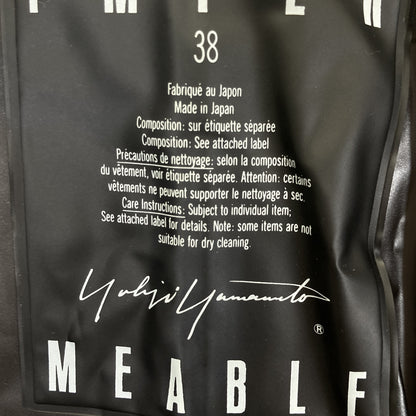 IMPER
38
Fabriqué au Japon
Made in Japan
Composition: sur étiquette séparée
Composition: See attached label
Précautions de nettoyage: selon la composition
du vêtement, voir étiquette séparée. Attention: certains
vêtements ne peuvent supporter le nettoyage à sec.
Care Instructions: Subject to individual item;
See attached label for details. Note: some items are not
suitable for dry cleaning.
Yohji Yamamoto ®
MEABLE